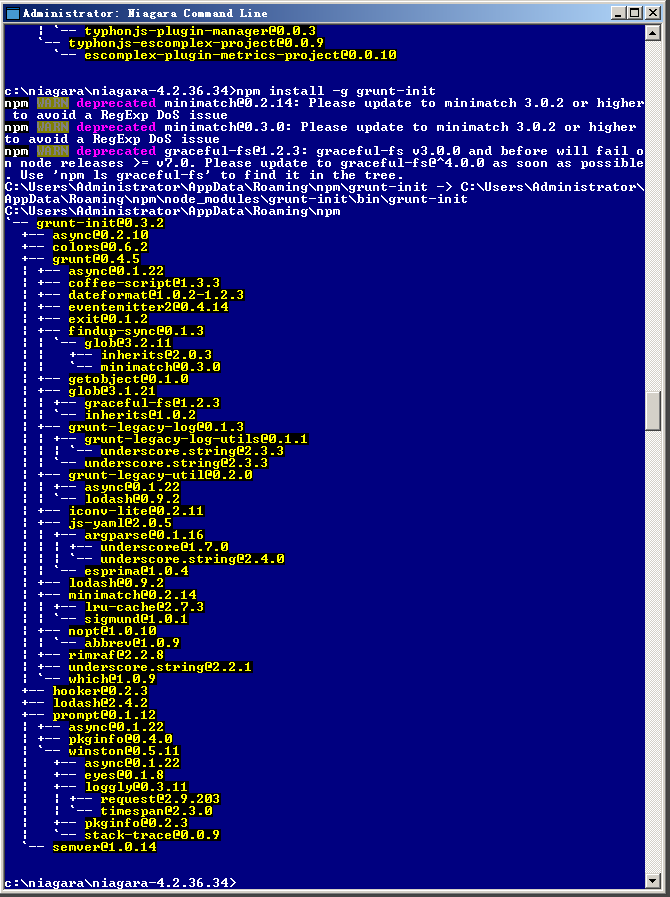 Administrator: Niagara Command Line
| `-- typhonjs-plugin-manager@0.0.3
`-- typhonjs-escomplex-project@0.0.9
`-- escomplex-plugin-metrics-project@0.0.10
c:\niagara\niagara-4.2.36.34>npm install -g grunt-init
npm WARN deprecated minimatch@0.2.14: Please update to minimatch 3.0.2 or higher
to avoid a RegExp DoS issue
npm WARN deprecated minimatch@0.3.0: Please update to minimatch 3.0.2 or higher
to avoid a RegExp DoS issue
npm WARN deprecated graceful-fs@1.2.3: graceful-fs v3.0.0 and before will fail o
n node releases >= v7.0. Please update to graceful-fs@^4.0.0 as soon as possible
. Use 'npm ls graceful-fs' to find it in the tree.
C:\Users\Administrator\AppData\Roaming\npm\grunt-init -> C:\Users\Administrator\
AppData\Roaming\npm\node_modules\grunt-init\bin\grunt-init
C:\Users\Administrator\AppData\Roaming\npm
`-- grunt-init@0.3.2
+-- async@0.2.10
+-- colors@0.6.2
+-- grunt@0.4.5
| +-- async@0.1.22
| +-- coffee-script@1.3.3
| +-- dateformat@1.0.2-1.2.3
| +-- eventemitter2@0.4.14
| +-- exit@0.1.2
| +-- findup-sync@0.1.3
| | `-- glob@3.2.11
| |   +-- inherits@2.0.3
| |   `-- minimatch@0.3.0
| +-- getobject@0.1.0
| +-- glob@3.1.21
| | +-- graceful-fs@1.2.3
| | `-- inherits@1.0.2
| +-- grunt-legacy-log@0.1.3
| | +-- grunt-legacy-log-utils@0.1.1
| | | `-- underscore.string@2.3.3
| | `-- underscore.string@2.3.3
| +-- grunt-legacy-util@0.2.0
| | +-- async@0.1.22
| | `-- lodash@0.9.2
| +-- iconv-lite@0.2.11
| +-- js-yaml@2.0.5
| | +-- argparse@0.1.16
| | | +-- underscore@1.7.0
| | | `-- underscore.string@2.4.0
| | `-- esprima@1.0.4
| +-- lodash@0.9.2
| +-- minimatch@0.2.14
| | +-- lru-cache@2.7.3
| | `-- sigmund@1.0.1
| +-- nopt@1.0.10
| | `-- abbrev@1.0.9
| +-- rimraf@2.2.8
| +-- underscore.string@2.2.1
| `-- which@1.0.9
+-- hooker@0.2.3
+-- lodash@2.4.2
+-- prompt@0.1.12
| +-- async@0.1.22
| +-- pkginfo@0.4.0
| `-- winston@0.5.11
|   +-- async@0.1.22
|   +-- eyes@0.1.8
|   +-- loggly@0.3.11
|   | +-- request@2.9.203
|   | `-- timespan@2.3.0
|   +-- pkginfo@0.2.3
|   `-- stack-trace@0.0.9
`-- semver@1.0.14
c:\niagara\niagara-4.2.36.34>